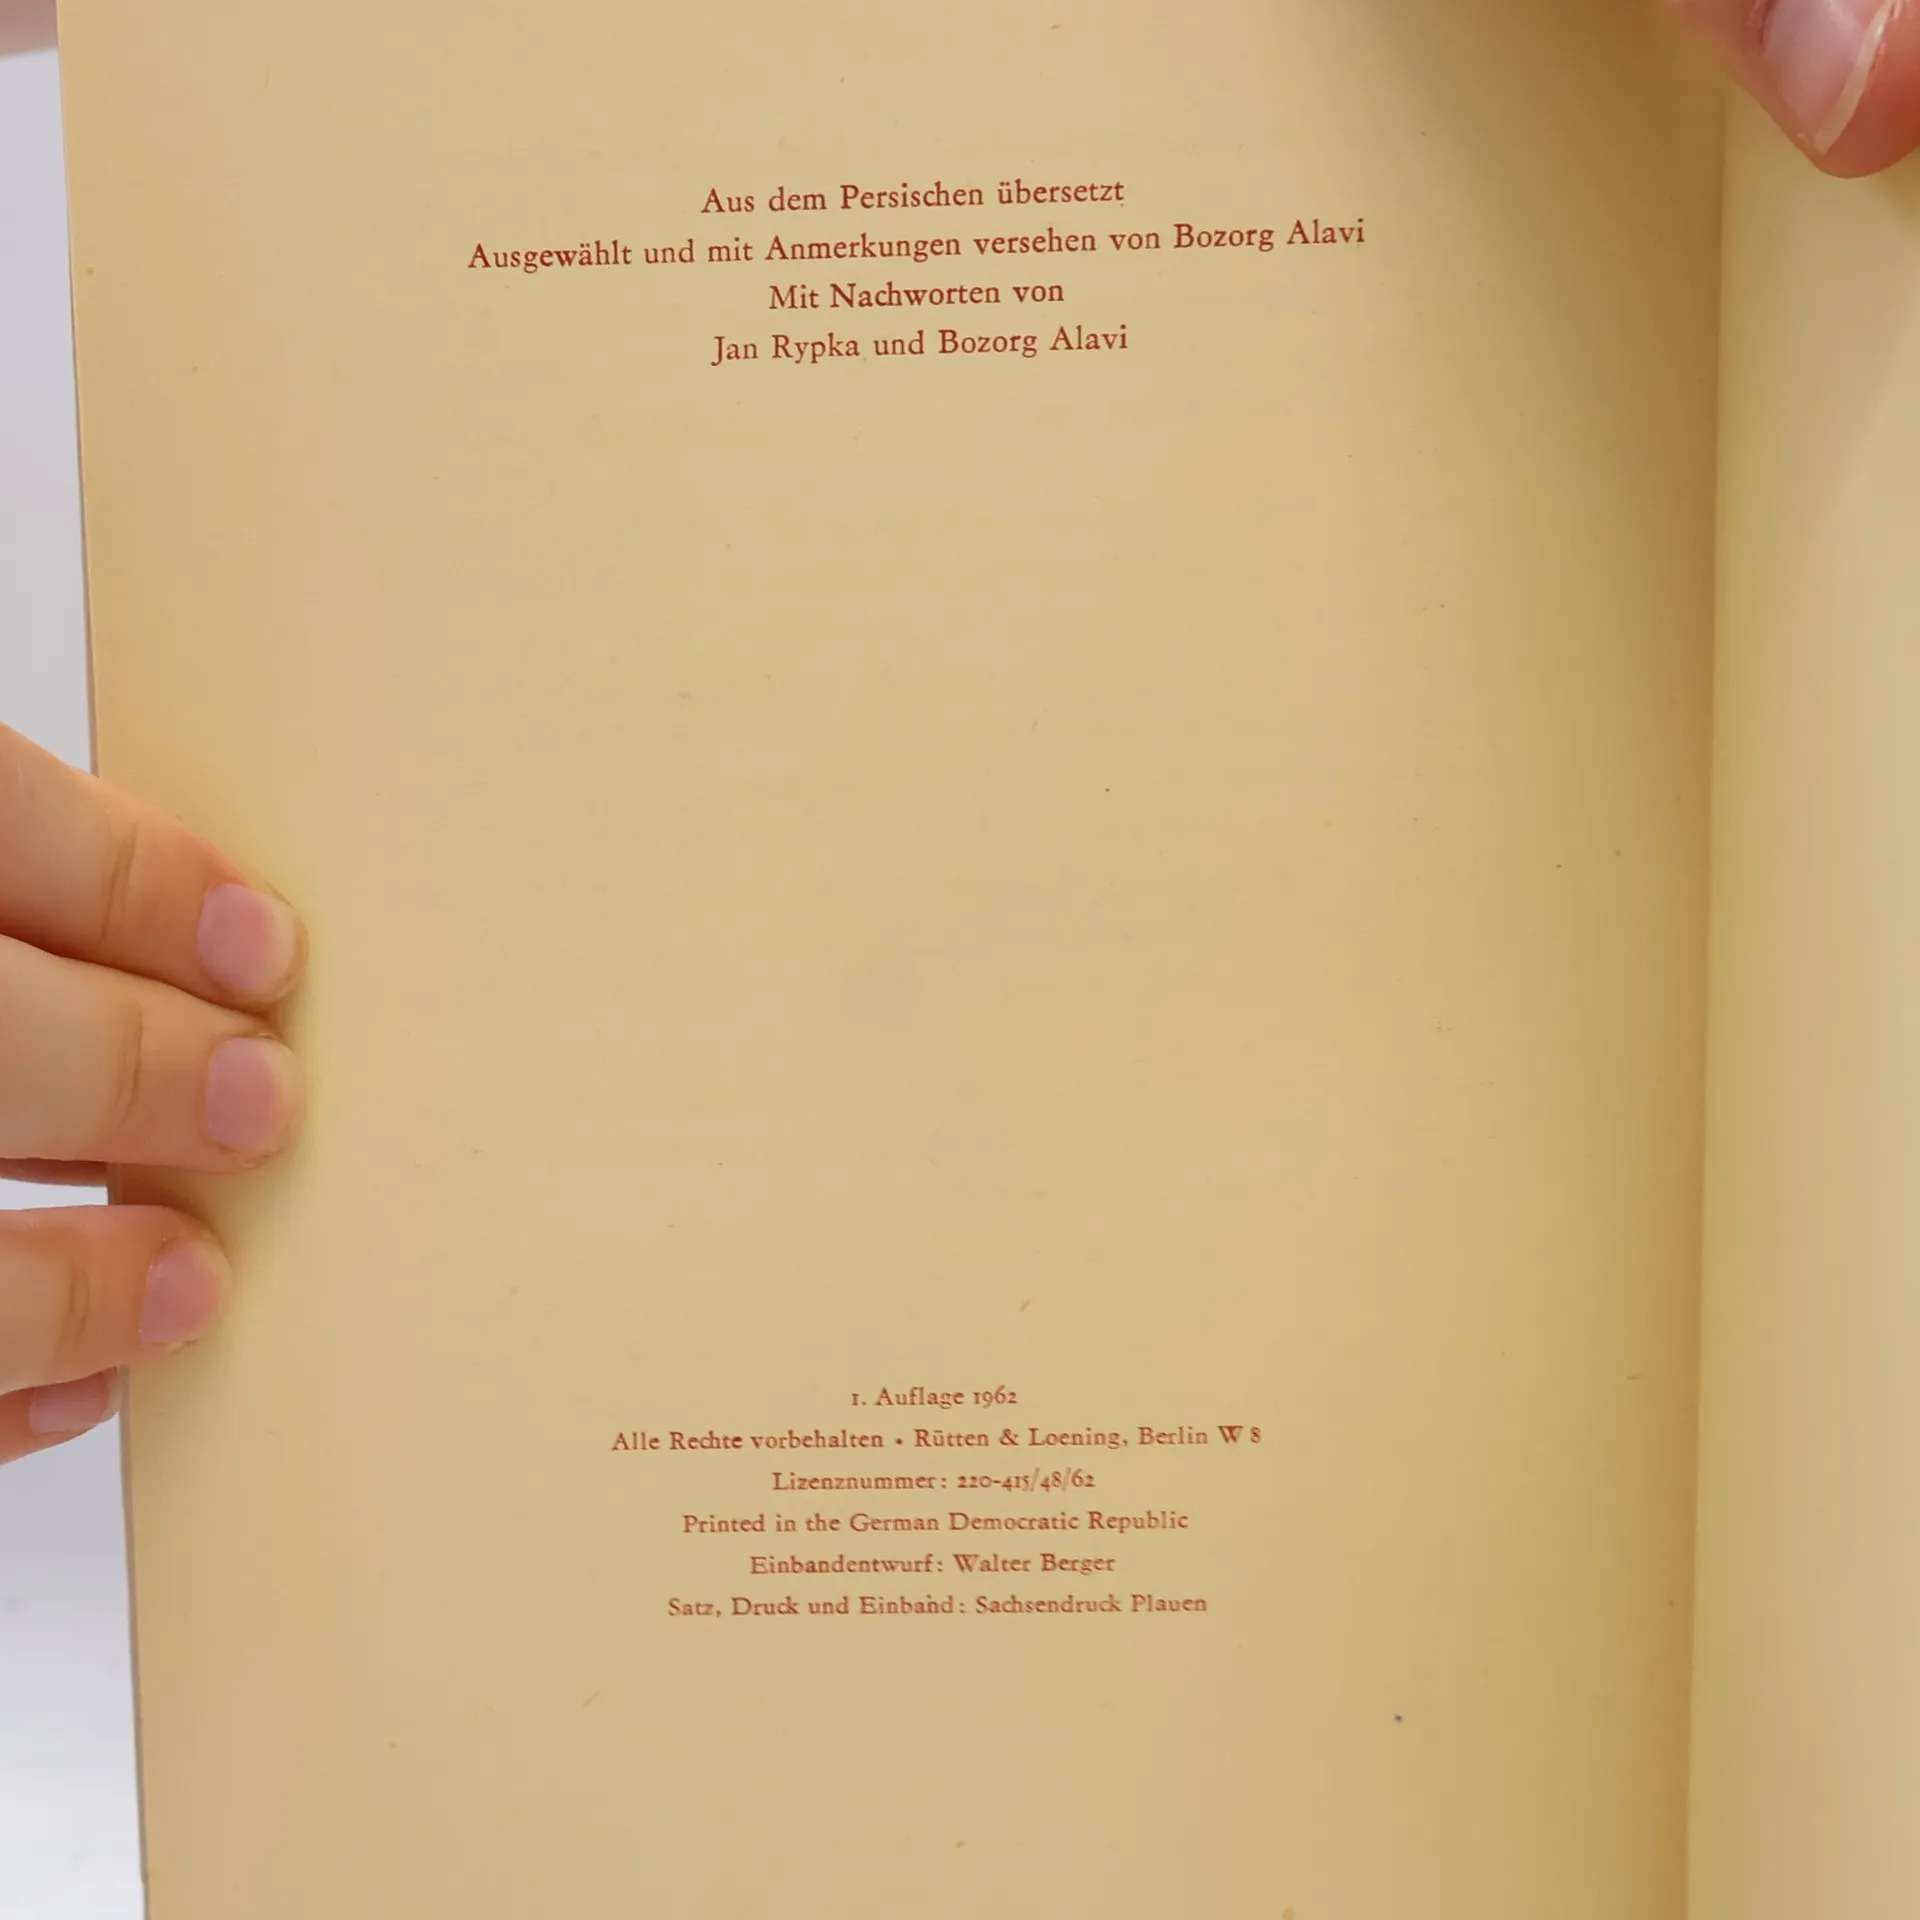 Aus dem Persischen übersetzt
Ausgewählt und mit Anmerkungen versehen von Bozorg Alavi
Mit Nachworten von
Jan Rypka und Bozorg Alavi
1. Auflage 1962
Alle Rechte vorbehalten • Rütten & Loening, Berlin W 8
Lizenznummer: 220-415/48/62
Printed in the German Democratic Republic
Einbandentwurf: Walter Berger
Satz, Druck und Einband: Sachsendruck Plauen